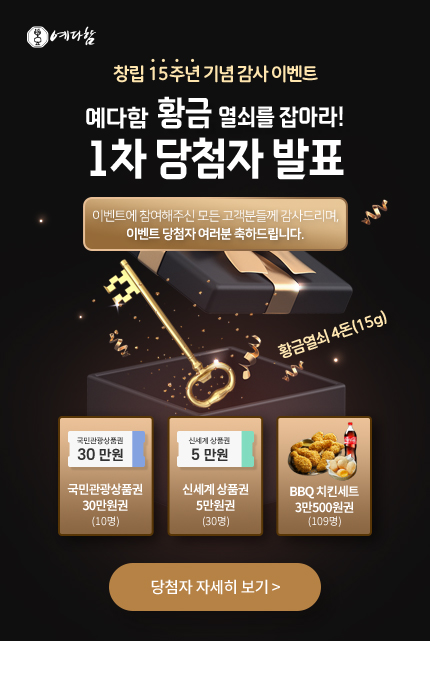 예다함
창립 15주년 기념 감사 이벤트
예다함 황금 열쇠를 잡아라!
1차 당첨자 발표
이벤트에 참여해주신 모든 고객분들께 감사드리며,
이벤트 당첨자 여러분 축하드립니다.
황금열쇠 4돈(15g)
국민관광상품권
30 만원
국민관광상품권
30만원권
(10명)
신세계 상품권
5 만원
신세계 상품권
5만원권
(30명)
BBQ 치킨세트
3만500원권
(109명)
당첨자 자세히 보기 >